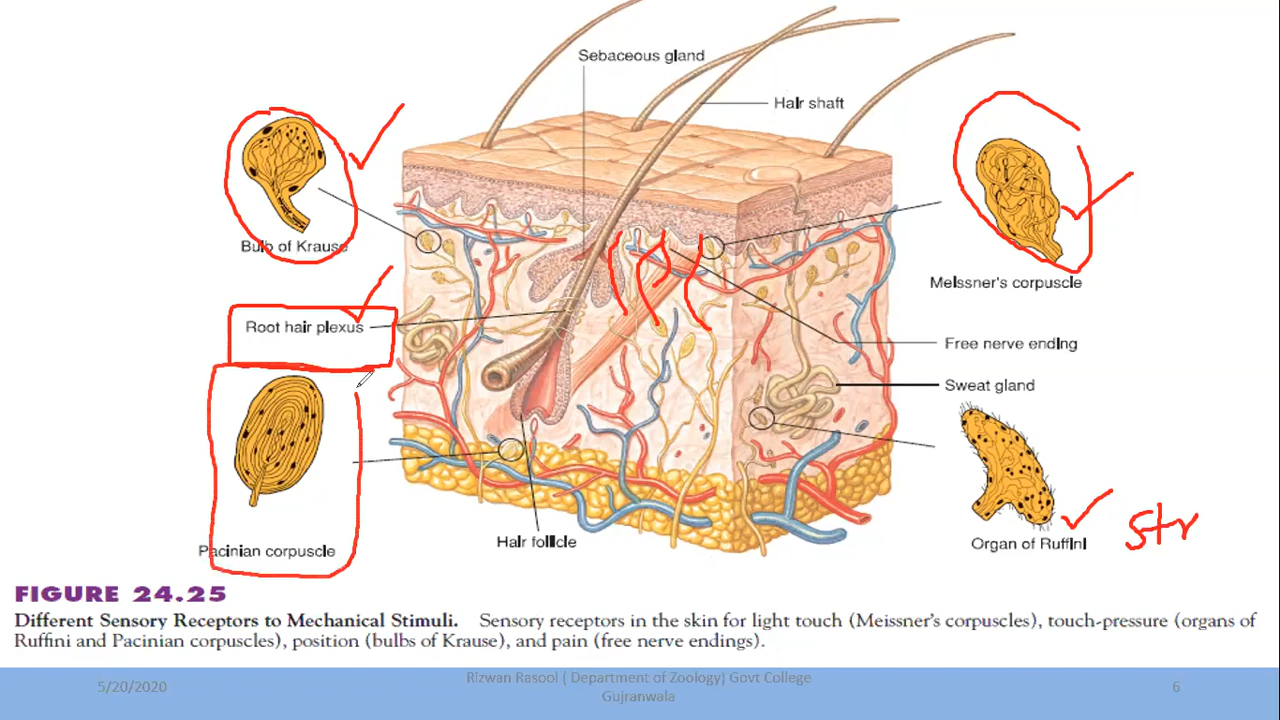 Sebaceous gland
Hair shaft
Bulb of Krause
Meissner's corpuscle
Root hair plexus
Free nerve ending
Sweat gland
Pacinian corpuscle
Hair follicle
Organ of Ruffini
Str
FIGURE 24.25
Different Sensory Receptors to Mechanical Stimuli. Sensory receptors in the skin for light touch (Meissner's corpuscles), touch-pressure (organs of
Ruffini and Pacinian corpuscles), position (bulbs of Krause), and pain (free nerve endings).
5/20/2020
Rizwan Rasool ( Department of Zoology) Govt College
Gujranwala
6